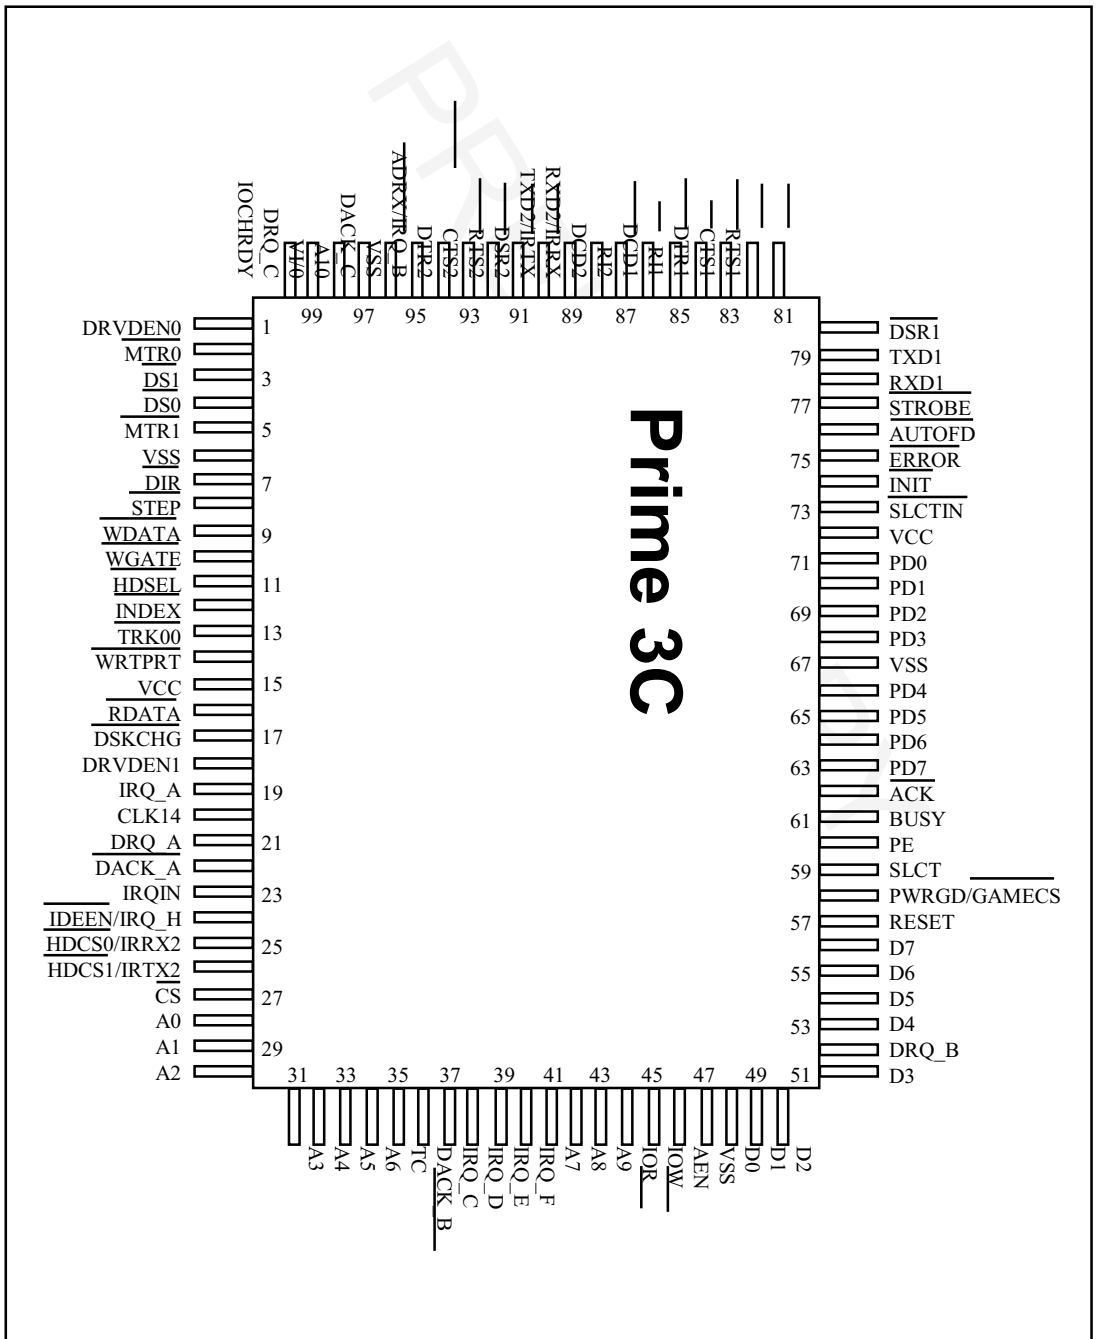 IOCHRDY
DRQ_C
VI/0
A10
DACK_C
VSS
ADRX/IRQ_B
DTR2
CTS2
RTS2
DSR2
TXD2/IRTX
RXD2/IRRX
DCD2
RI2
DCD1
RI1
DTR1
CTS1
RTS1
99 97 95 93 91 89 87 85 83 81
DRVDEN0 1
MTR0
DS1 3
DS0
MTR1 5
VSS
DIR 7
STEP
WDATA 9
WGATE
HDSEL 11
INDEX
TRK00 13
WRTPRT
VCC 15
RDATA
DSKCHG 17
DRVDEN1
IRQ_A 19
CLK14
DRQ_A 21
DACK_A
IRQIN 23
IDEEN/IRQ_H
HDCS0/IRRX2 25
HDCS1/IRTX2
CS 27
A0
A1 29
A2
Prime 3C
DSR1
79 TXD1
RXD1
77 STROBE
AUTOFD
75 ERROR
INIT
73 SLCTIN
VCC
71 PD0
PD1
69 PD2
PD3
67 VSS
PD4
65 PD5
PD6
63 PD7
ACK
61 BUSY
PE
59 SLCT
PWRGD/GAMECS
57 RESET
D7
55 D6
D5
53 D4
DRQ_B
51 D3
31 33 35 37 39 41 43 45 47 49
A3
A4
A5
A6
TC
DACK_B
IRQ_C
IRQ_D
IRQ_E
IRQ_F
A7
A8
A9
IOR
IOW
AEN
VSS
D0
D1
D2